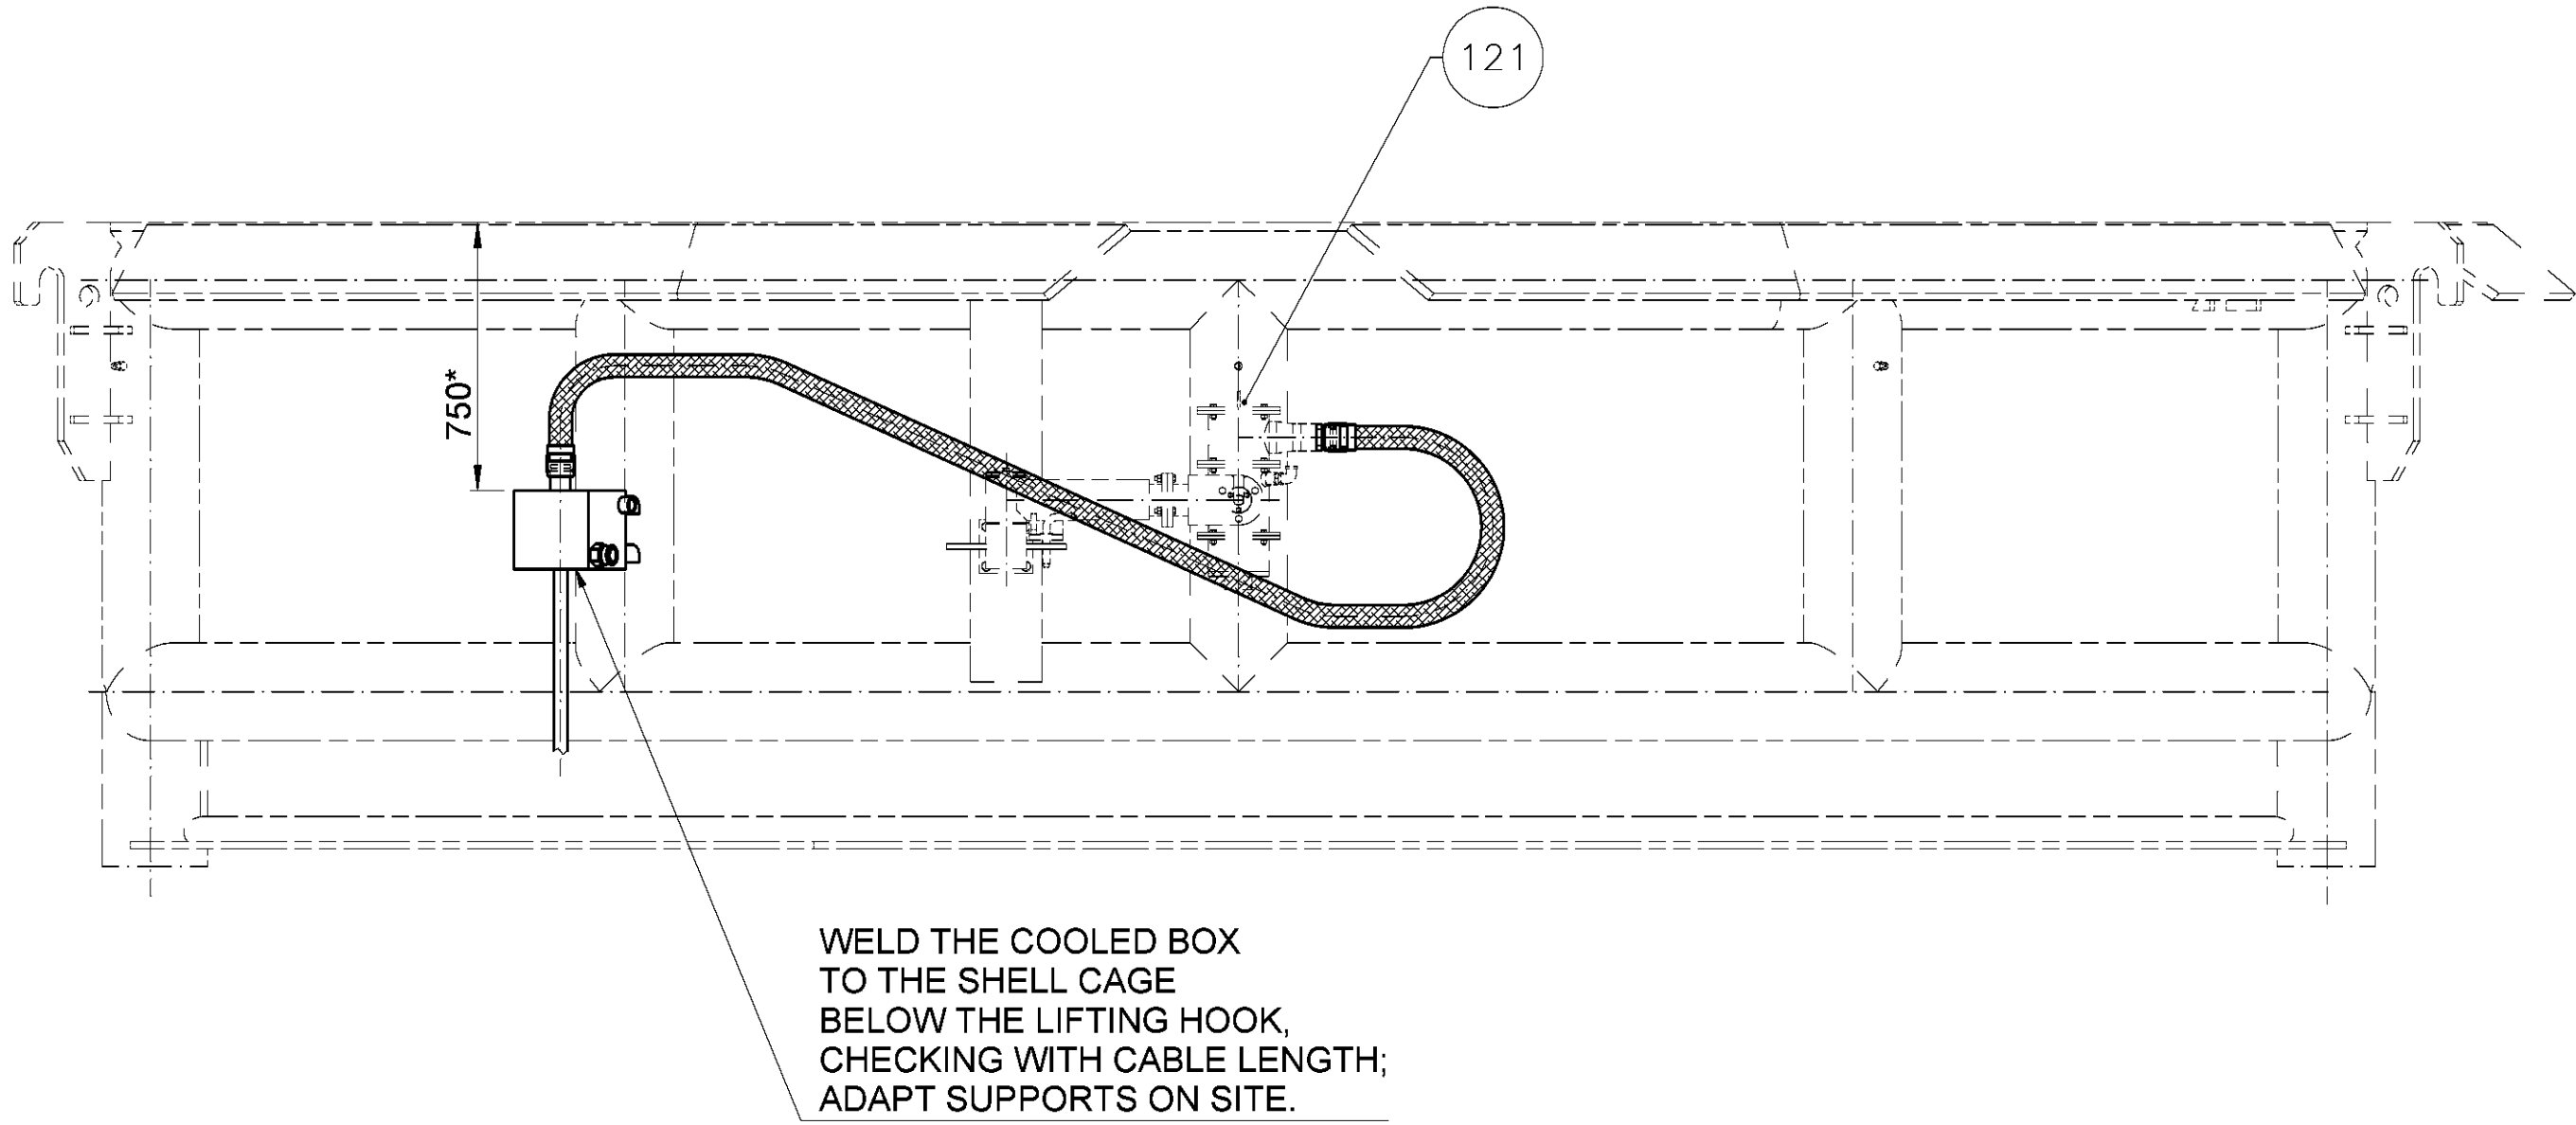 121
750*
WELD THE COOLED BOX
TO THE SHELL CAGE
BELOW THE LIFTING HOOK,
CHECKING WITH CABLE LENGTH;
ADAPT SUPPORTS ON SITE.